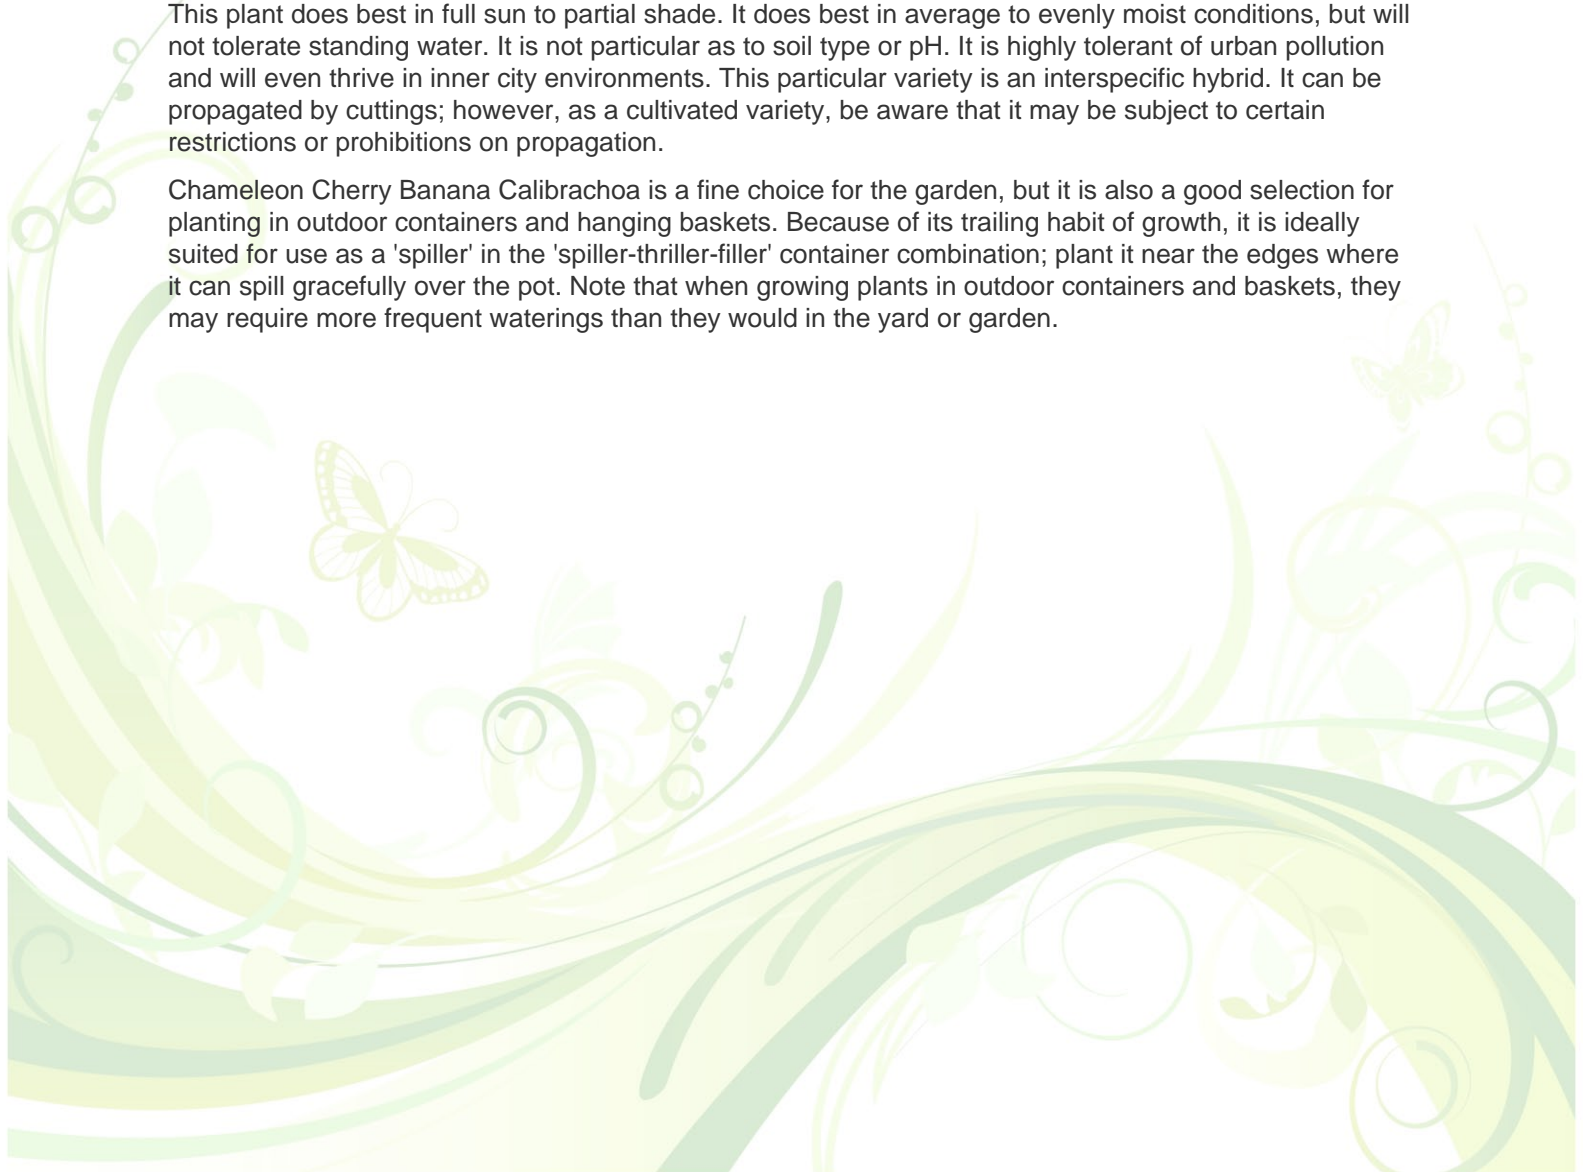 This plant does best in full sun to partial shade. It does best in average to evenly moist conditions, but will
not tolerate standing water. It is not particular as to soil type or pH. It is highly tolerant of urban pollution
and will even thrive in inner city environments. This particular variety is an interspecific hybrid. It can be
propagated by cuttings; however, as a cultivated variety, be aware that it may be subject to certain
restrictions or prohibitions on propagation.
Chameleon Cherry Banana Calibrachoa is a fine choice for the garden, but it is also a good selection for
planting in outdoor containers and hanging baskets. Because of its trailing habit of growth, it is ideally
suited for use as a 'spiller' in the 'spiller-thriller-filler' container combination; plant it near the edges where
it can spill gracefully over the pot. Note that when growing plants in outdoor containers and baskets, they
may require more frequent waterings than they would in the yard or garden.